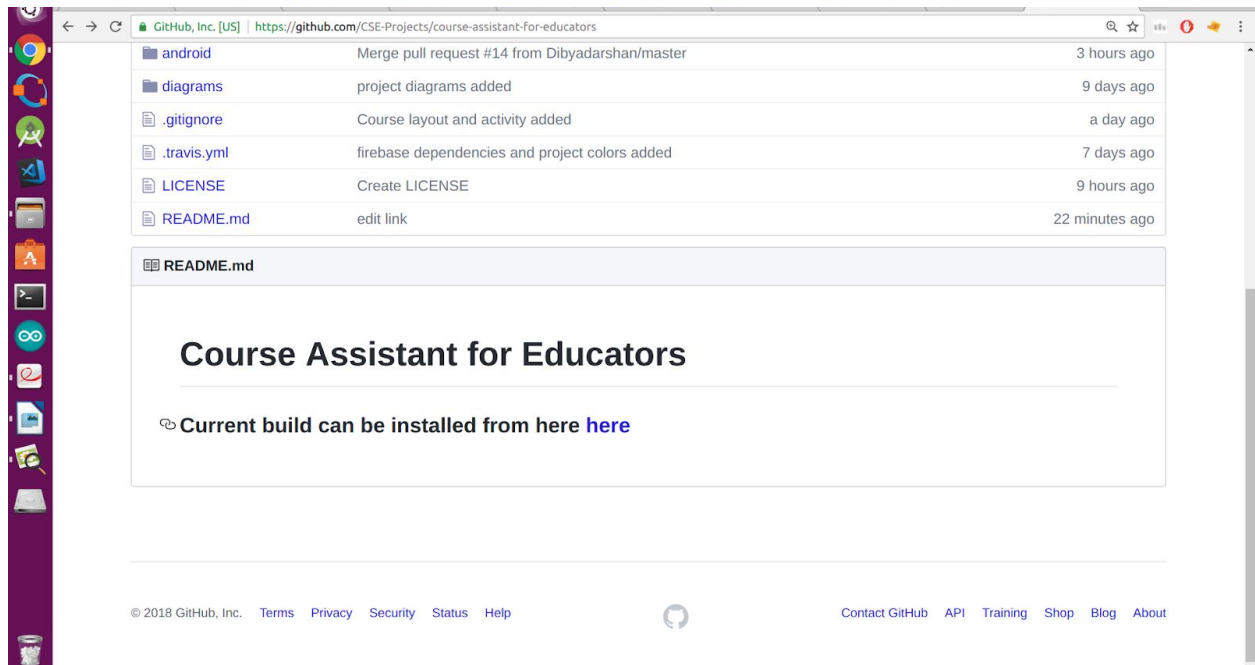 GitHub, Inc. [US] | https://github.com/CSE-Projects/course-assistant-for-educators
android Merge pull request #14 from Dibyadarshan/master 3 hours ago
diagrams project diagrams added 9 days ago
.gitignore Course layout and activity added a day ago
.travis.yml firebase dependencies and project colors added 7 days ago
LICENSE Create LICENSE 9 hours ago
README.md edit link 22 minutes ago
README.md
Course Assistant for Educators
Current build can be installed from here here
© 2018 GitHub, Inc. Terms Privacy Security Status Help Contact GitHub API Training Shop Blog About